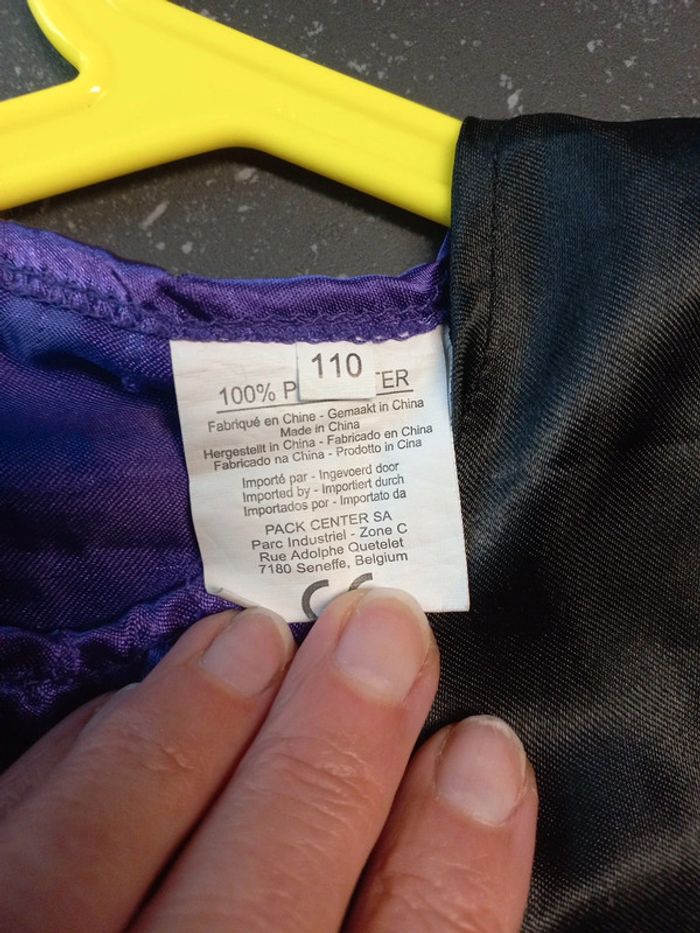 110
100% P ER
Fabriqué en Chine - Gemaakt in China
Made in China
Hergestellt in China - Fabricado en China
Fabricado na China - Prodotto in Cina
Importé par - Ingevoerd door
Imported by - Importiert durch
Importados por - Importato da
PACK CENTER SA
Parc Industriel - Zone C
Rue Adolphe Quetelet
7180 Seneffe, Belgium
CE